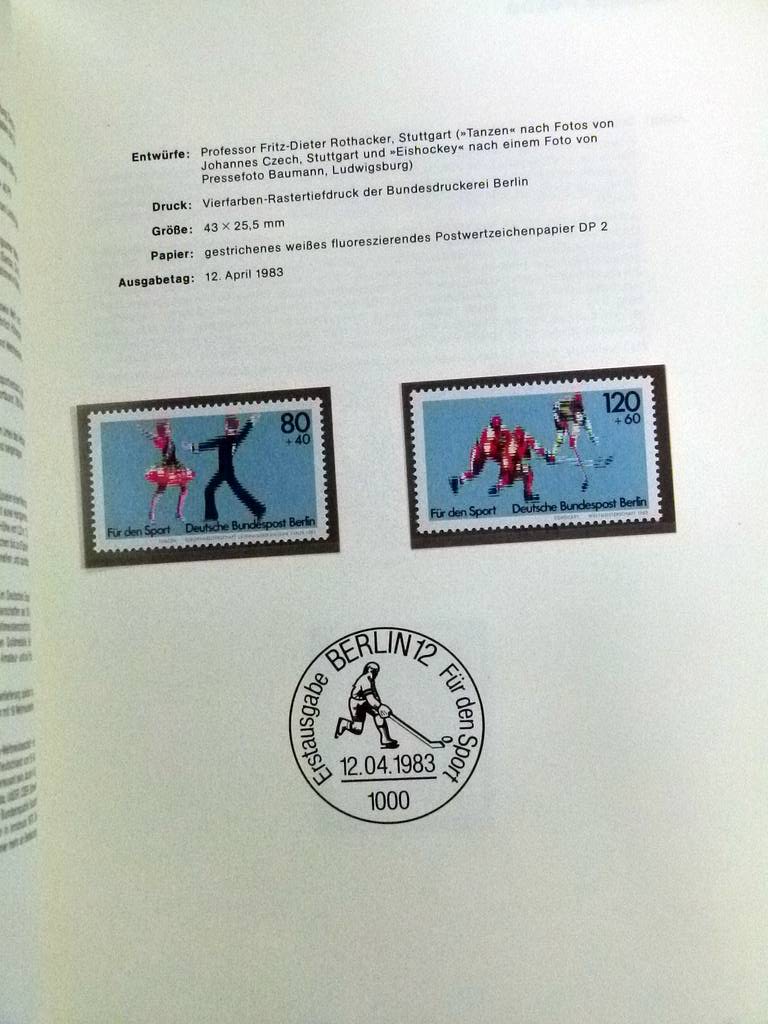 Entwürfe: Professor Fritz-Dieter Rothacker, Stuttgart (»Tanzen« nach Fotos von
Johannes Czech, Stuttgart und »Eishockey« nach einem Foto von
Pressefoto Baumann, Ludwigsburg)
Druck: Vierfarben-Rastertiefdruck der Bundesdruckerei Berlin
Größe: 43 × 25,5 mm
Papier: gestrichenes weißes fluoreszierendes Postwertzeichenpapier DP 2
Ausgabetag: 12. April 1983
80
+ 40
Für den Sport Deutsche Bundespost Berlin
120
+ 60
Für den Sport Deutsche Bundespost Berlin
Erstausgabe BERLIN 12 Für den Sport
12.04.1983
1000